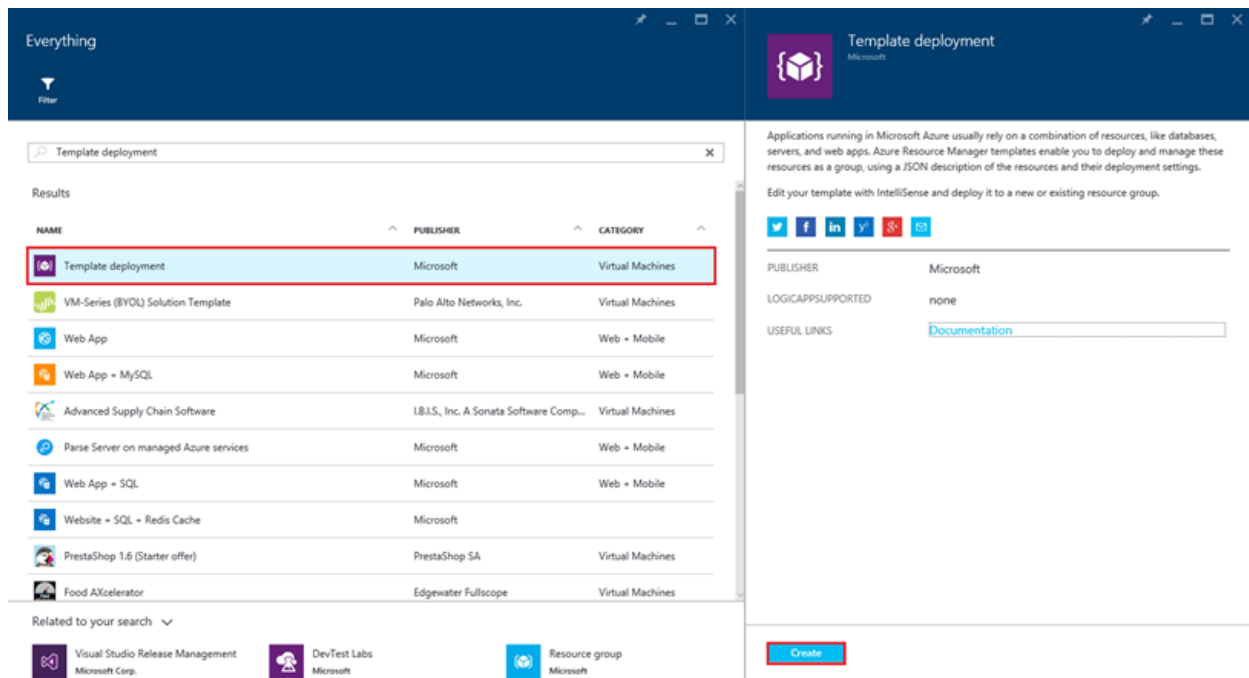 Everything
Filter
Template deployment
Results
NAME PUBLISHER CATEGORY
Template deployment Microsoft Virtual Machines
VM-Series (BYOL) Solution Template Palo Alto Networks, Inc. Virtual Machines
Web App Microsoft Web + Mobile
Web App + MySQL Microsoft Web + Mobile
Advanced Supply Chain Software I.B.I.S., Inc. A Sonata Software Comp... Virtual Machines
Parse Server on managed Azure services Microsoft Web + Mobile
Web App + SQL Microsoft Web + Mobile
Website + SQL + Redis Cache Microsoft
PrestaShop 1.6 (Starter offer) PrestaShop SA Virtual Machines
Food AXcelerator Edgewater Fullscope Virtual Machines
Related to your search
Visual Studio Release Management
Microsoft Corp.
DevTest Labs
Microsoft
Resource group
Microsoft
Template deployment
Microsoft
Applications running in Microsoft Azure usually rely on a combination of resources, like databases,
servers, and web apps. Azure Resource Manager templates enable you to deploy and manage these
resources as a group, using a JSON description of the resources and their deployment settings.
Edit your template with IntelliSense and deploy it to a new or existing resource group.
PUBLISHER Microsoft
LOGICAPPSUPPORTED none
USEFUL LINKS Documentation
Create